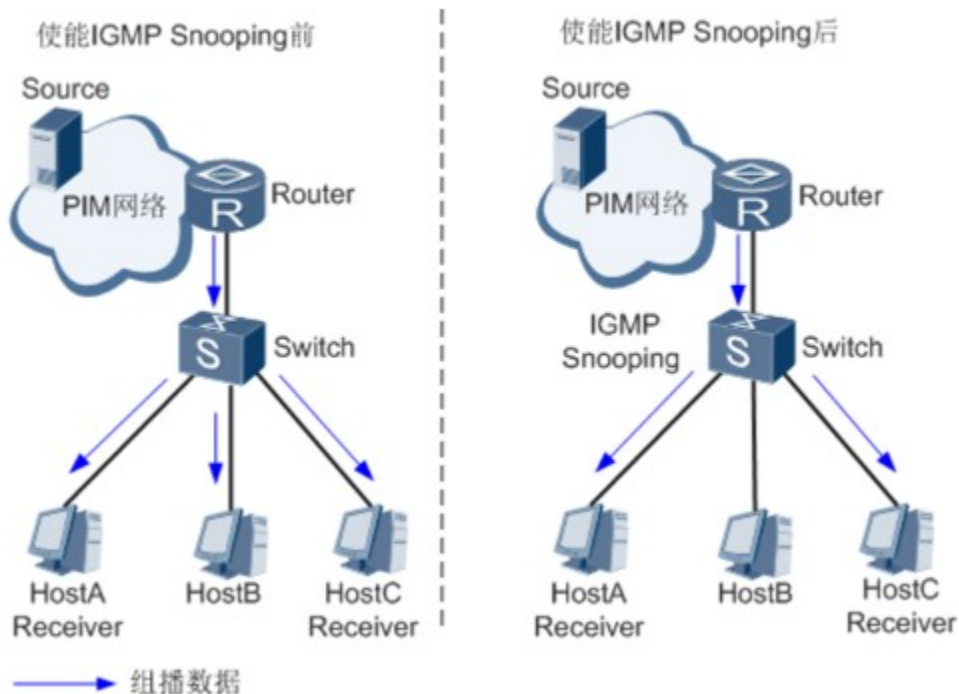 使能IGMP Snooping前
Source
PIM网络
R
Router
S
Switch
HostA
Receiver
HostB
HostC
Receiver
组播数据
使能IGMP Snooping后
Source
PIM网络
R
Router
IGMP
Snooping
S
Switch
HostA
Receiver
HostB
HostC
Receiver